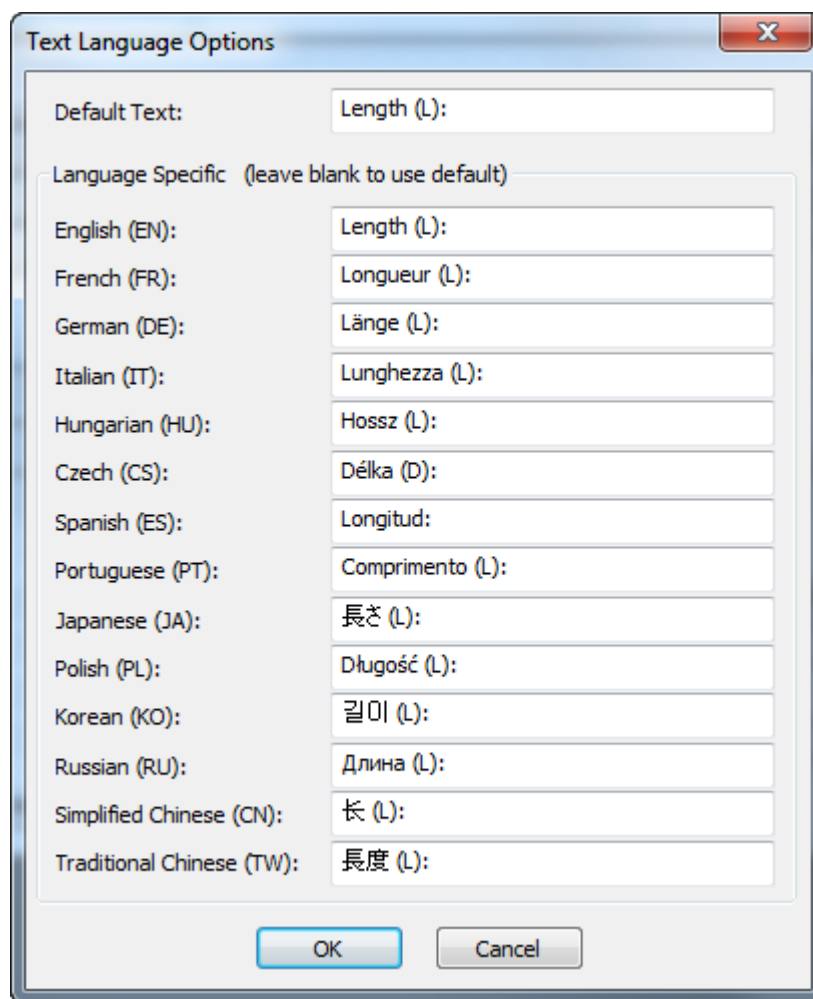 Text Language Options
Default Text: Length (L):
Language Specific (leave blank to use default)
English (EN): Length (L):
French (FR): Longueur (L):
German (DE): Länge (L):
Italian (IT): Lunghezza (L):
Hungarian (HU): Hossz (L):
Czech (CS): Délka (D):
Spanish (ES): Longitud:
Portuguese (PT): Comprimento (L):
Japanese (JA): 長さ (L):
Polish (PL): Długość (L):
Korean (KO): 길이 (L):
Russian (RU): Длина (L):
Simplified Chinese (CN): 长 (L):
Traditional Chinese (TW): 長度 (L):
OK Cancel